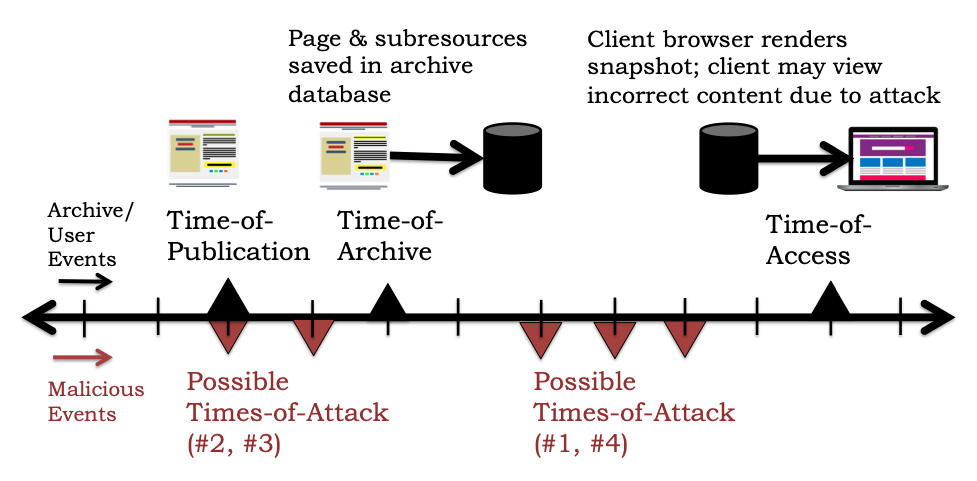 Page & subresources
saved in archive
database
Client browser renders
snapshot; client may view
incorrect content due to attack
Archive/
User
Events
Time-of-
Publication
Time-of-
Archive
Time-of-
Access
Malicious
Events
Possible
Times-of-Attack
(#2, #3)
Possible
Times-of-Attack
(#1, #4)